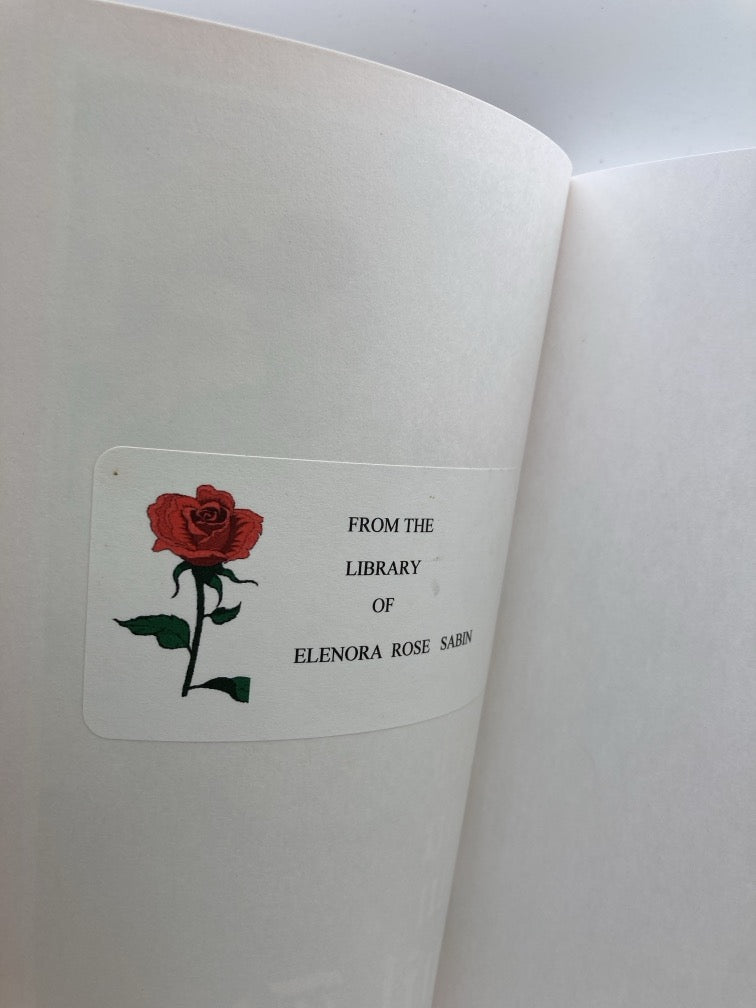 FROM THE
LIBRARY
OF
ELENORA ROSE SABIN